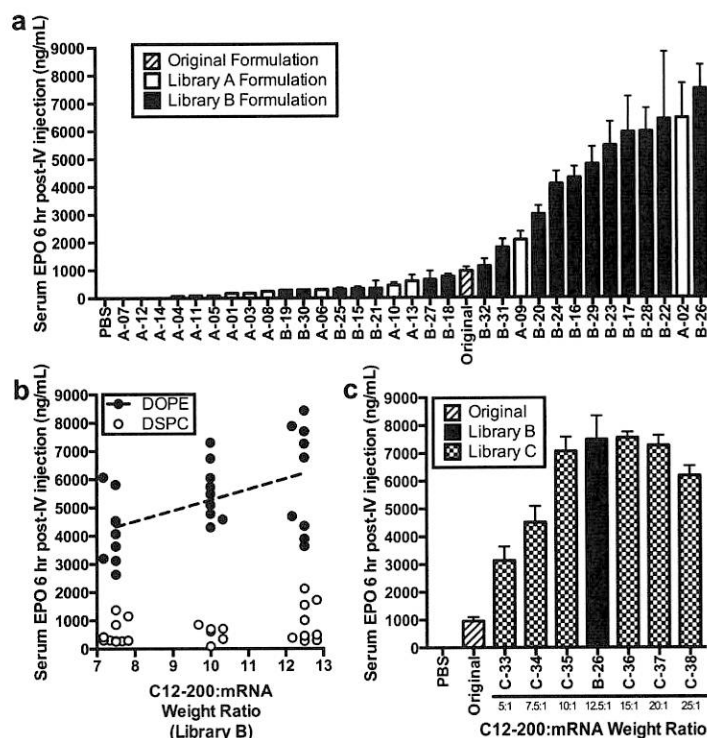 a
Serum EPO 6 hr post-IV injection (ng/mL)
9000
8000
7000
6000
5000
4000
3000
2000
1000
0
Original Formulation
Library A Formulation
Library B Formulation
PBS
A-07
A-12
A-14
A-04
A-11
A-05
A-01
A-03
A-08
B-19
B-30
A-06
B-25
B-15
B-21
A-10
A-13
B-27
B-18
Original
B-32
B-31
A-09
B-20
B-24
B-16
B-29
B-23
B-17
B-28
B-22
A-02
B-26
b
Serum EPO 6 hr post-IV injection (ng/mL)
9000
8000
7000
6000
5000
4000
3000
2000
1000
0
DOPE
DSPC
7 8 9 10 11 12 13
C12-200:mRNA
Weight Ratio
(Library B)
c
Serum EPO 6 hr post-IV injection (ng/mL)
9000
8000
7000
6000
5000
4000
3000
2000
1000
0
Original
Library B
Library C
PBS
Original
C-33
C-34
C-35
B-26
C-36
C-37
C-38
5:1 7.5:1 10:1 12.5:1 15:1 20:1 25:1
C12-200:mRNA Weight Ratio